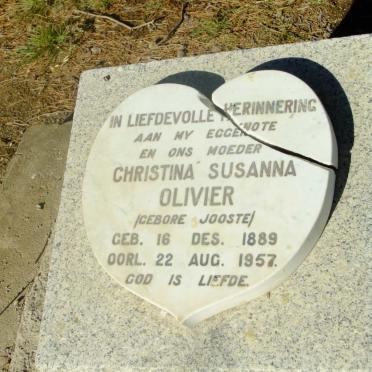 IN LIEFDEVOLLE HERINNERING
AAN MY EGGENOTE
EN ONS MOEDER
CHRISTINA SUSANNA
OLIVIER
/GEBORE JOOSTE/
GEB. 16 DES. 1889
OORL. 22 AUG. 1957.
GOD IS LIEFDE.